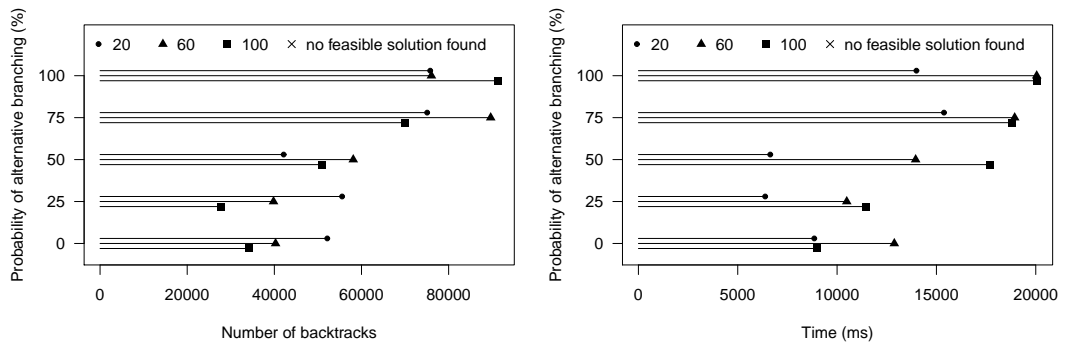 Probability of alternative branching (%)
20 60 100 no feasible solution found
100
75
50
25
0
0 20000 40000 60000 80000
Number of backtracks
Probability of alternative branching (%)
20 60 100 no feasible solution found
100
75
50
25
0
0 5000 10000 15000 20000
Time (ms)